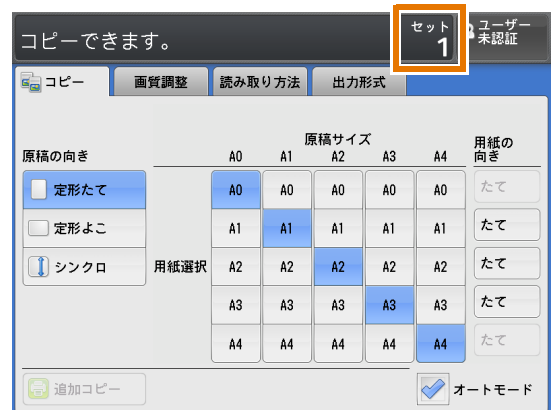 コピーできます。
セット
1
ユーザー
未認証
コピー
画質調整
読み取り方法
出力形式
原稿の向き
原稿サイズ
用紙の
向き
A0 A1 A2 A3 A4
定形たて
A0 A0 A0 A0 A0
たて
定形よこ
A1 A1 A1 A1 A1
たて
シンクロ
用紙選択
A2 A2 A2 A2 A2
たて
A3 A3 A3 A3 A3
たて
A4 A4 A4 A4 A4
たて
追加コピー
オートモード